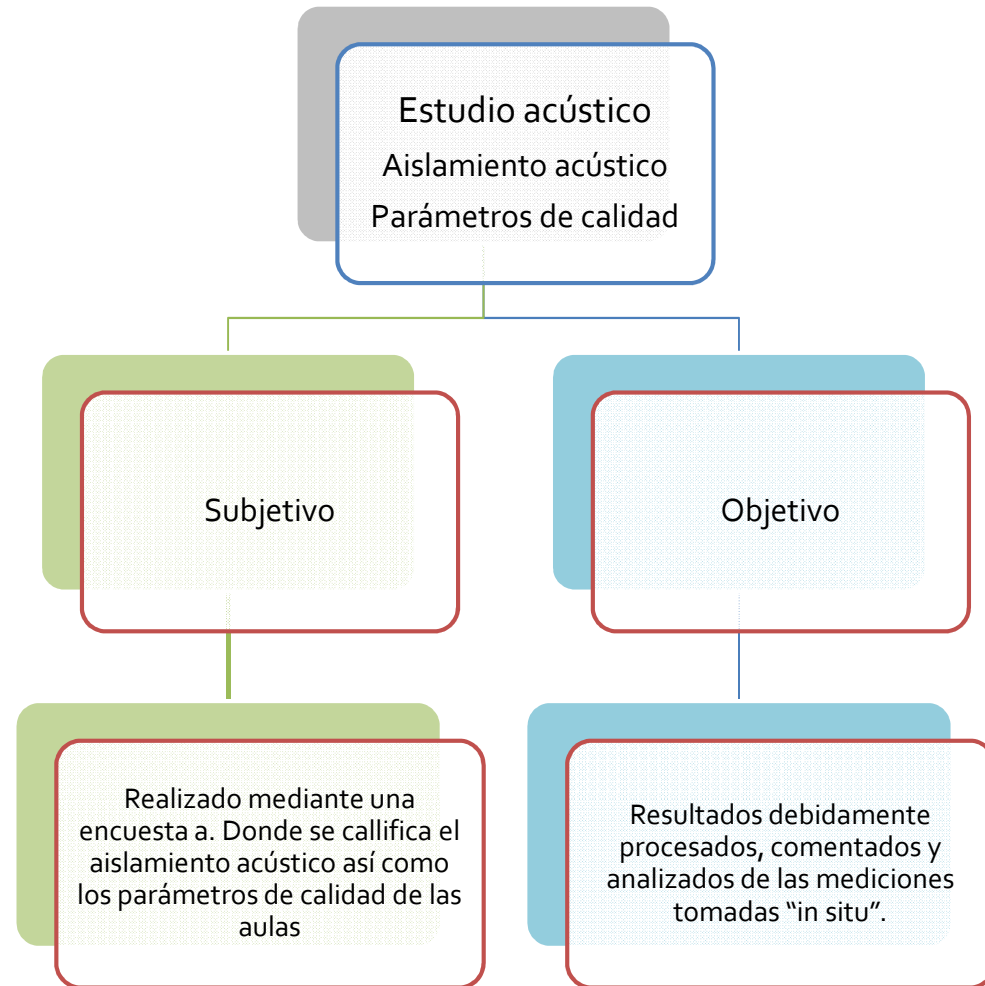 Estudio acústico
Aislamiento acústico
Parámetros de calidad
Subjetivo
Objetivo
Realizado mediante una
encuesta a. Donde se callifica el
aislamiento acústico así como
los parámetros de calidad de las
aulas
Resultados debidamente
procesados, comentados y
analizados de las mediciones
tomadas “in situ”.